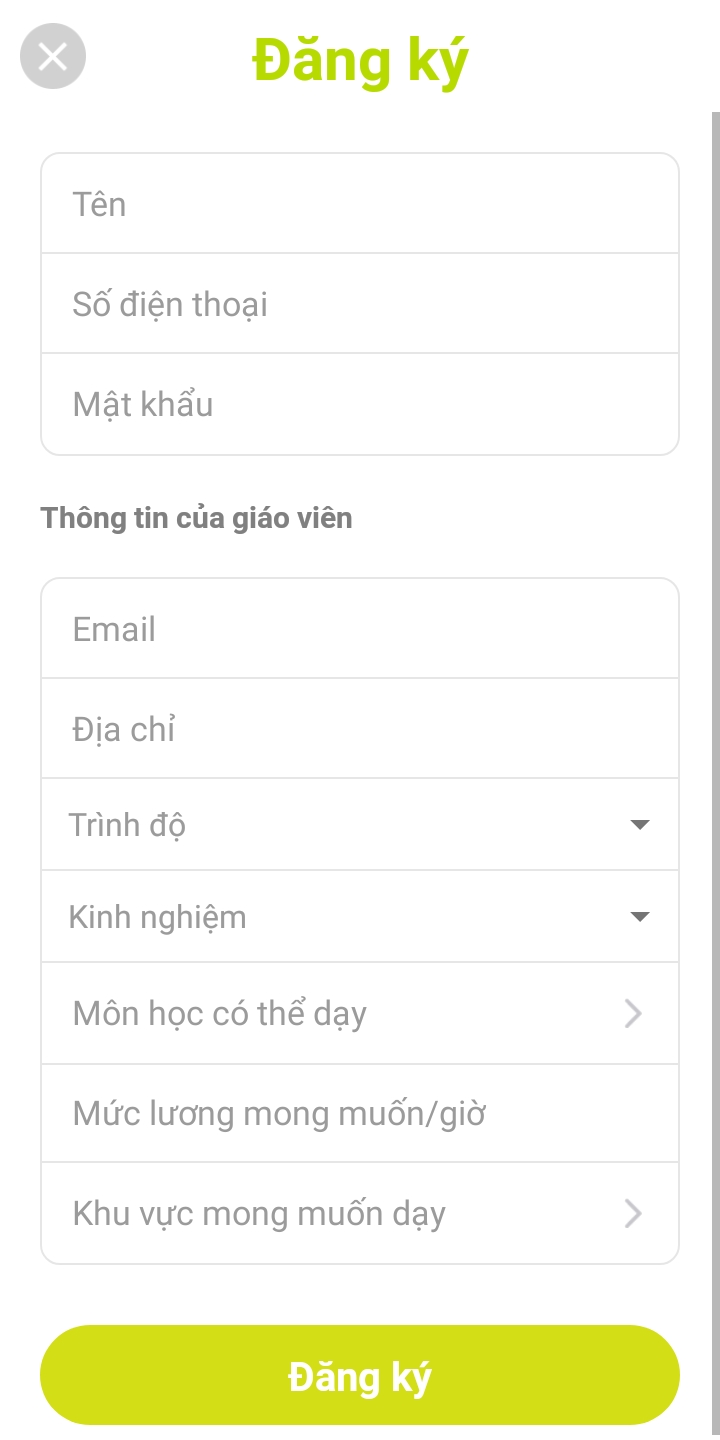 Đăng ký
Tên
Số điện thoại
Mật khẩu
Thông tin của giáo viên
Email
Địa chỉ
Trình độ
Kinh nghiệm
Môn học có thể dạy
Mức lương mong muốn/giờ
Khu vực mong muốn dạy
Đăng ký